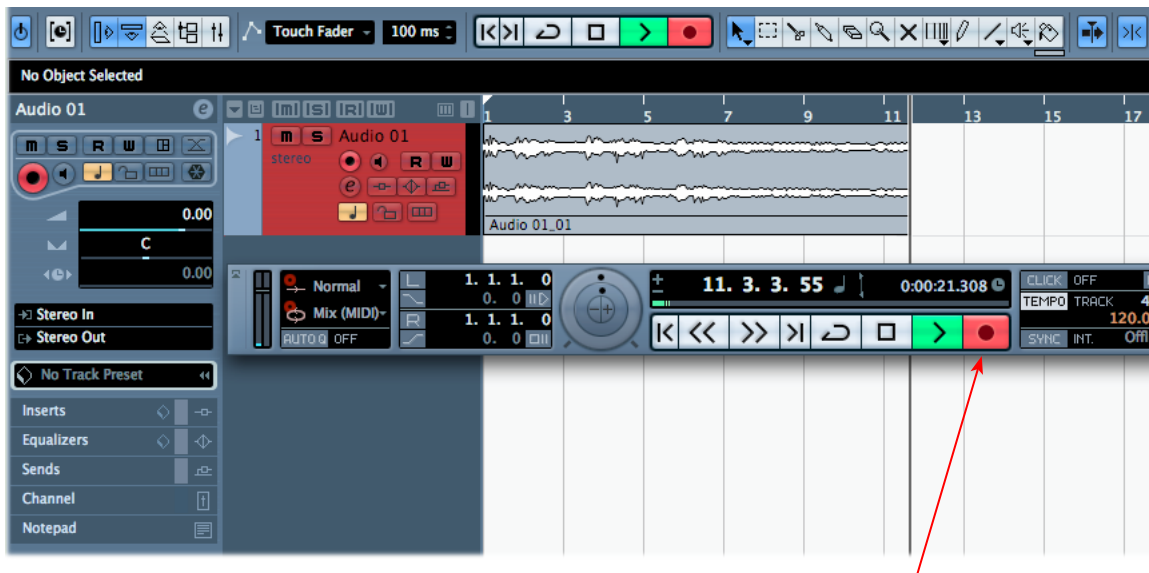 Touch Fader 100 ms
No Object Selected
Audio 01 e
m S R W
0.00
C
0.00
Stereo In
Stereo Out
No Track Preset
Inserts
Equalizers
Sends
Channel
Notepad
[m] [S] [R] [W]
1 m S Audio 01
stereo R W
e
1 3 5 7 9 11 13 15 17
Audio 01_01
Normal
Mix (MIDI)
AUTO Q OFF
L 1. 1. 1. 0
0. 0
R 1. 1. 1. 0
0. 0
11. 3. 3. 55 0:00:21.308
CLICK OFF
TEMPO TRACK 4
120.0
SYNC INT. Offl